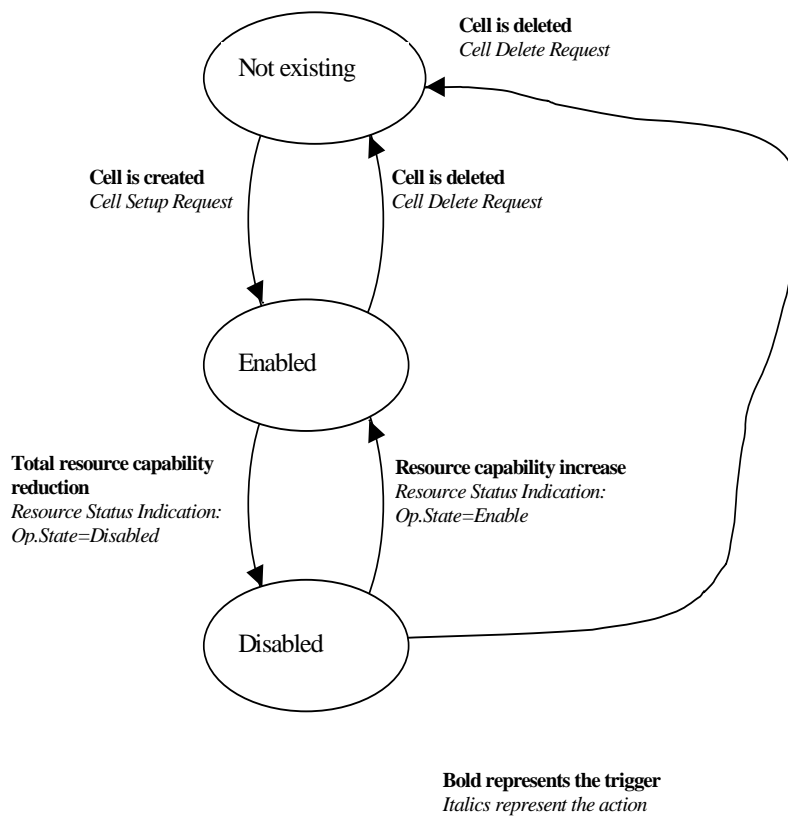 Cell is deleted
Cell Delete Request
Not existing
Cell is created
Cell Setup Request
Cell is deleted
Cell Delete Request
Enabled
Total resource capability
reduction
Resource Status Indication:
Op.State=Disabled
Resource capability increase
Resource Status Indication:
Op.State=Enable
Disabled
Bold represents the trigger
Italics represent the action